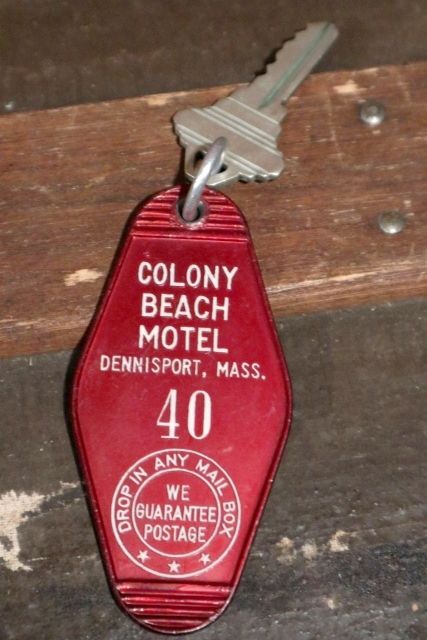 COLONY
BEACH
MOTEL
DENNISPORT, MASS.
40
DROP IN ANY MAIL BOX
WE
GUARANTEE
POSTAGE